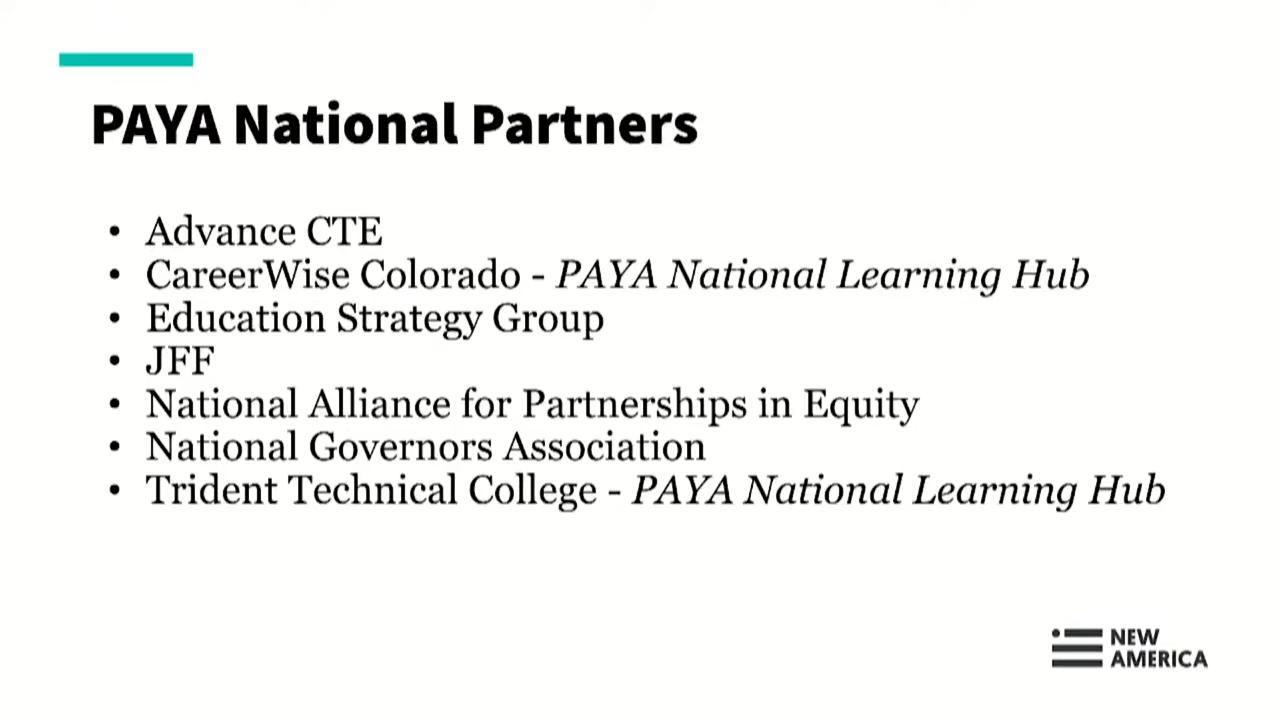 PAYA National Partners
• Advance CTE
• CareerWise Colorado - PAYA National Learning Hub
• Education Strategy Group
• JFF
• National Alliance for Partnerships in Equity
• National Governors Association
• Trident Technical College - PAYA National Learning Hub
NEW
AMERICA